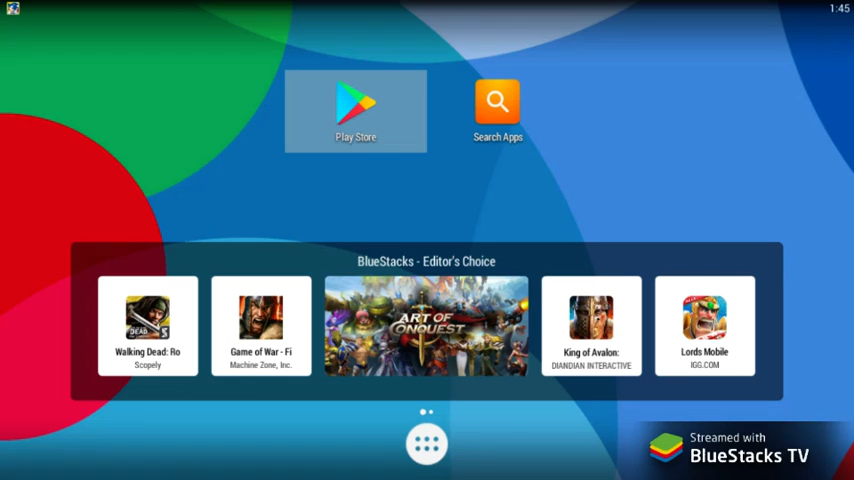 1:45
Play Store
Search Apps
BlueStacks - Editor's Choice
ART OF
CONQUEST
DEAD
Walking Dead: Ro
Scopely
Game of War - Fi
Machine Zone, Inc.
King of Avalon:
DIANDIAN INTERACTIVE
Lords Mobile
IGG.COM
Streamed with
BlueStacks TV